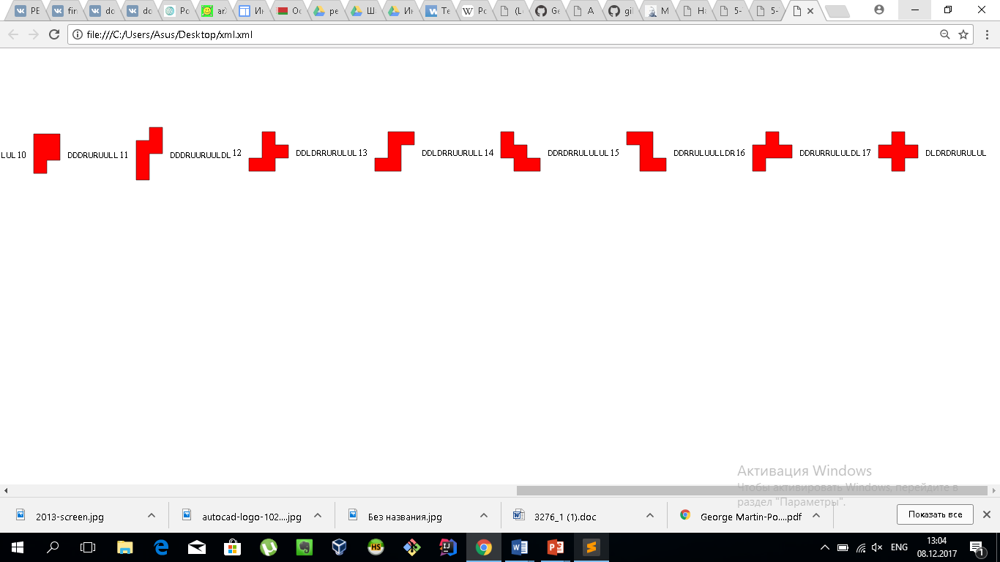 PE
fir
do
do
Po
ar
Ин
Oc
pe
Ш
Ин
Te
Po
(L
Ge
A
gi
M
Н
5-
5-
file:///C:/Users/Asus/Desktop/xml.xml
LUL 10 DDDRURUULL 11 DDDRUURUULDL 12 DDLDRRURULUL 13 DDLDRRUURULL 14 DDRDRRULULUL 15 DDRRULUULLDR 16 DDRURRULULDL 17 DLDRDRURULUL
Активация Windows
Чтобы активировать Windows, перейдите в
раздел "Параметры".
2013-screen.jpg autocad-logo-102....jpg Без названия.jpg 3276_1 (1).doc George Martin-Po....pdf Показать все
HS IJ W P S ENG 13:04
08.12.2017 1